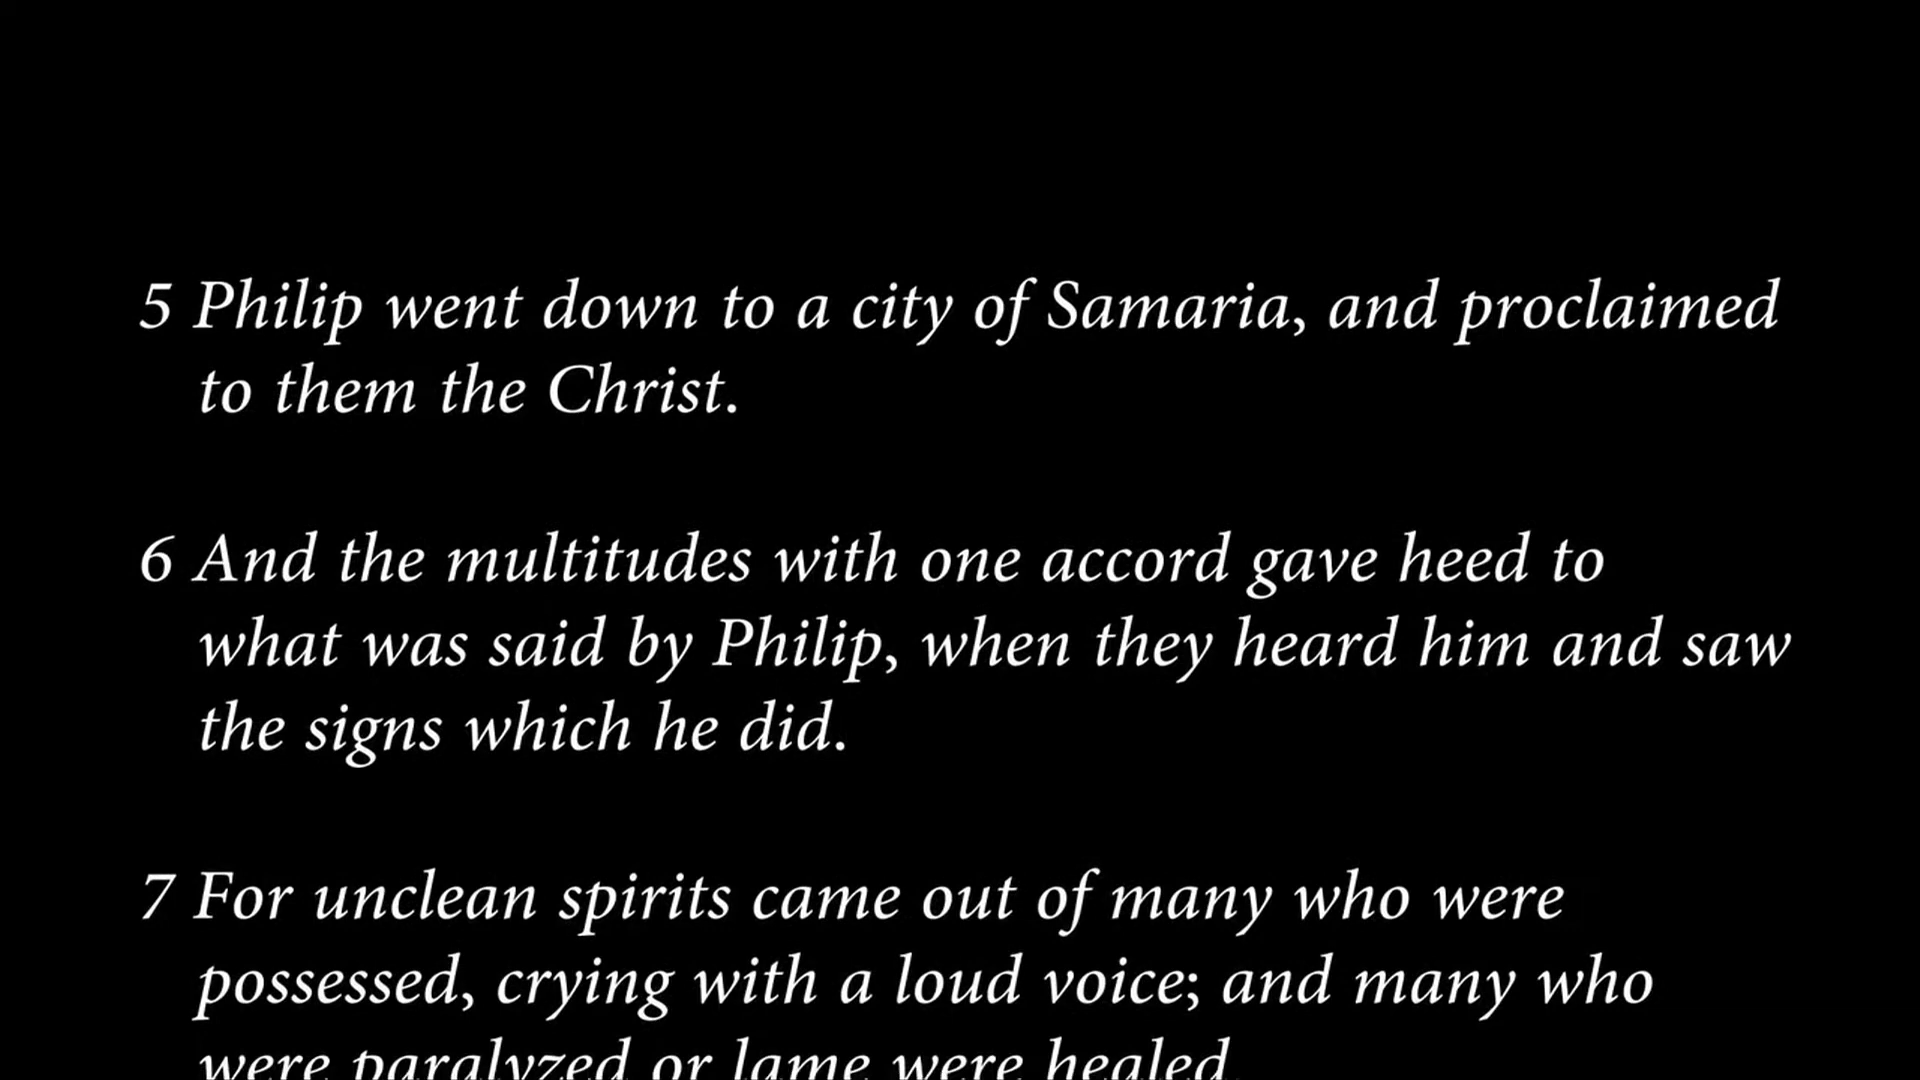 5 Philip went down to a city of Samaria, and proclaimed
to them the Christ.
6 And the multitudes with one accord gave heed to
what was said by Philip, when they heard him and saw
the signs which he did.
7 For unclean spirits came out of many who were
possessed, crying with a loud voice; and many who
were paralyzed or lame were healed.